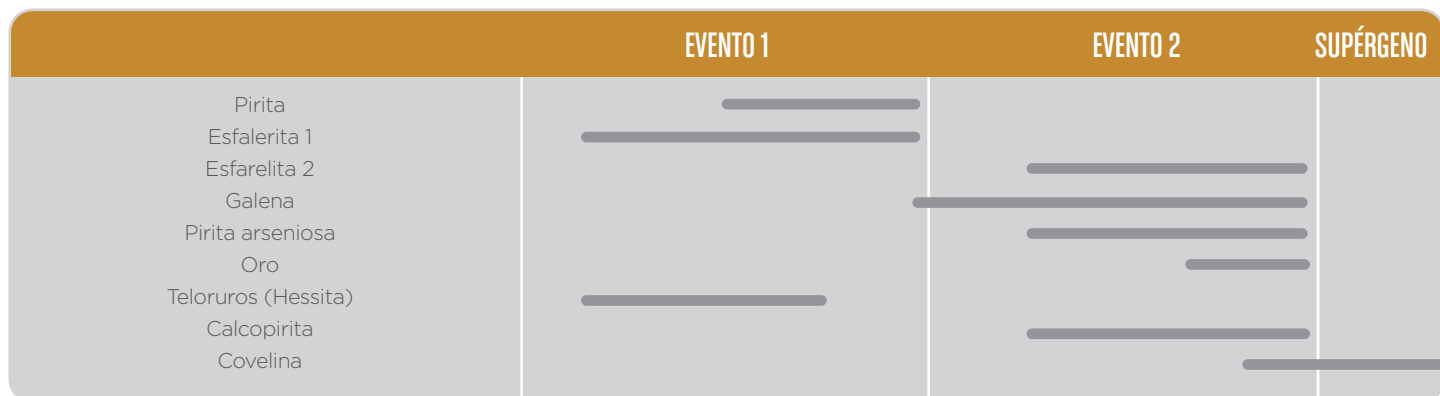 EVENTO 1 EVENTO 2 SUPÉRGENO
Pirita
Esfalerita 1
Esfarelita 2
Galena
Pirita arseniosa
Oro
Teloruros (Hessita)
Calcopirita
Covelina